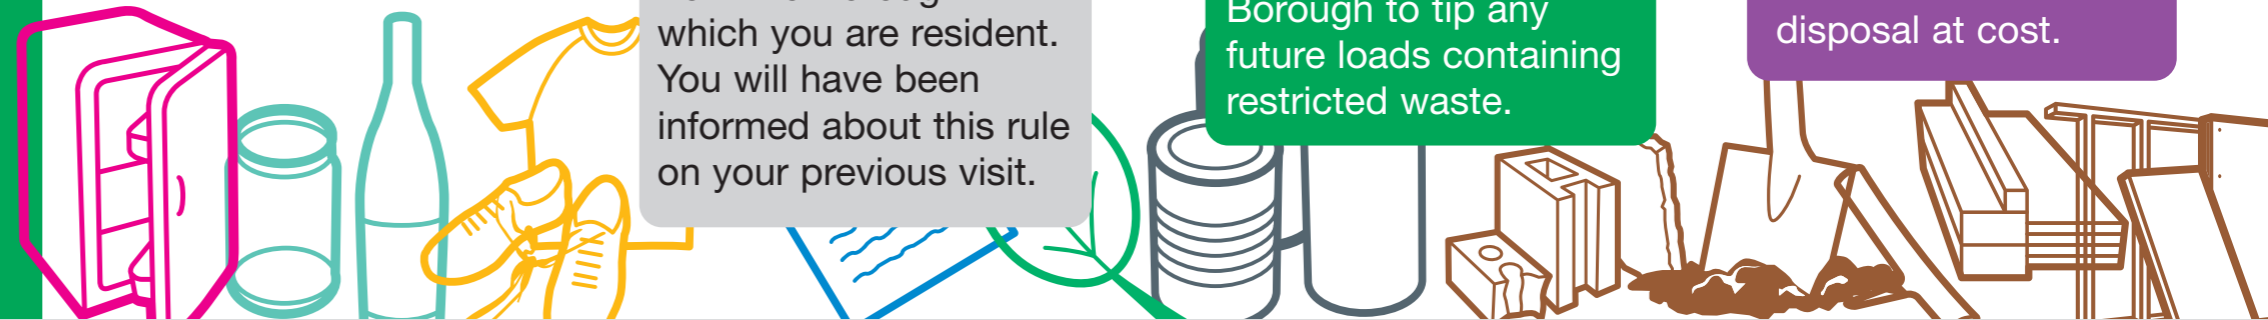 which you are resident.
You will have been
informed about this rule
on your previous visit.
Borough to tip any
future loads containing
restricted waste.
disposal at cost.